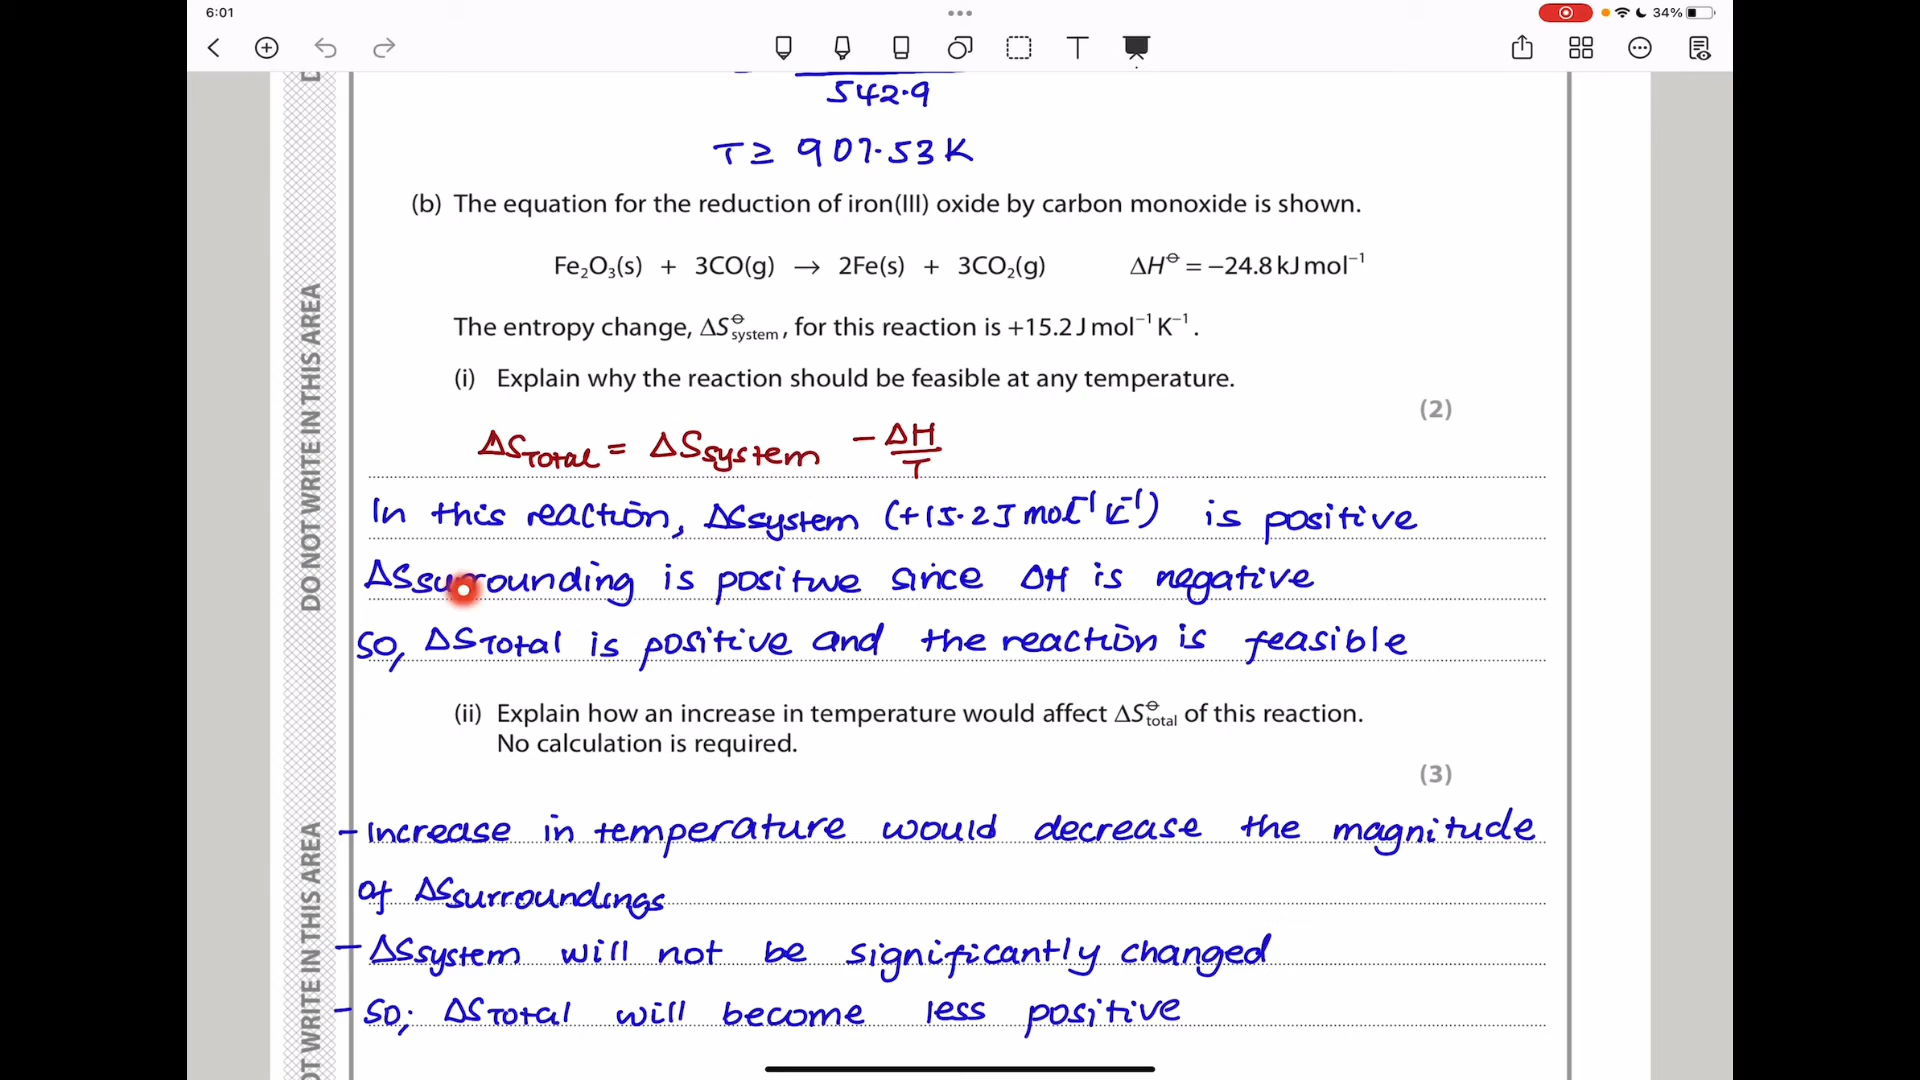 6:01
34%
542.9
T ≥ 907.53 K
(b) The equation for the reduction of iron(III) oxide by carbon monoxide is shown.
Fe₂O₃(s) + 3CO(g) → 2Fe(s) + 3CO₂(g) ΔH⦵ = −24.8 kJ mol⁻¹
The entropy change, ΔS⦵system, for this reaction is +15.2 J mol⁻¹ K⁻¹.
(i) Explain why the reaction should be feasible at any temperature.
(2)
ΔSTotal = ΔSsystem − ΔH/T
In this reaction, ΔSsystem (+15.2 J mol⁻¹ K⁻¹) is positive
ΔSsurrounding is positive since ΔH is negative
so, ΔSTotal is positive and the reaction is feasible
(ii) Explain how an increase in temperature would affect ΔS⦵total of this reaction.
No calculation is required.
(3)
- Increase in temperature would decrease the magnitude
of ΔSsurroundings
- ΔSsystem will not be significantly changed
- So; ΔSTotal will become less positive
DO NOT WRITE IN THIS AREA
OT WRITE IN THIS AREA